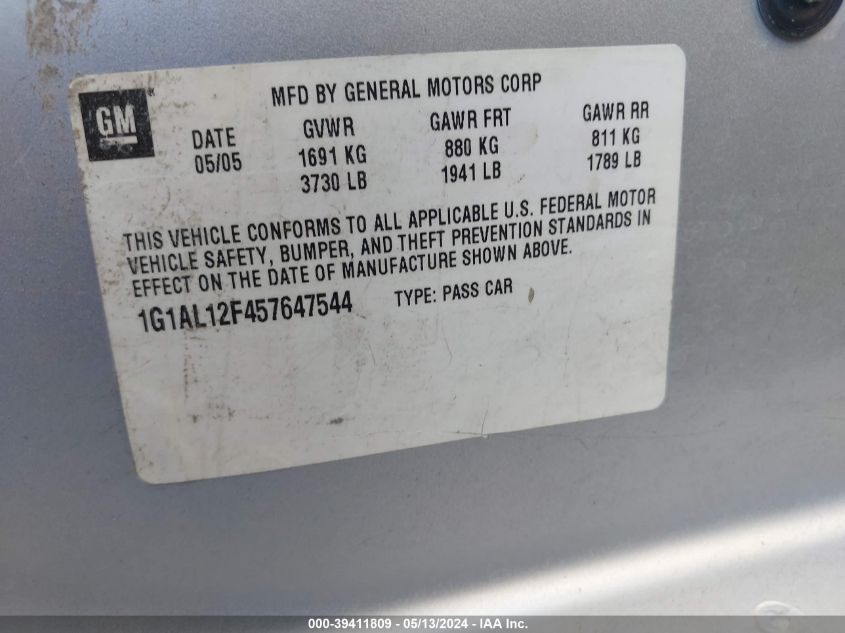 GM
MFD BY GENERAL MOTORS CORP
DATE GVWR GAWR FRT GAWR RR
05/05 1691 KG 880 KG 811 KG
3730 LB 1941 LB 1789 LB
THIS VEHICLE CONFORMS TO ALL APPLICABLE U.S. FEDERAL MOTOR
VEHICLE SAFETY, BUMPER, AND THEFT PREVENTION STANDARDS IN
EFFECT ON THE DATE OF MANUFACTURE SHOWN ABOVE.
1G1AL12F457647544 TYPE: PASS CAR
000-39411809 - 05/13/2024 - IAA Inc.